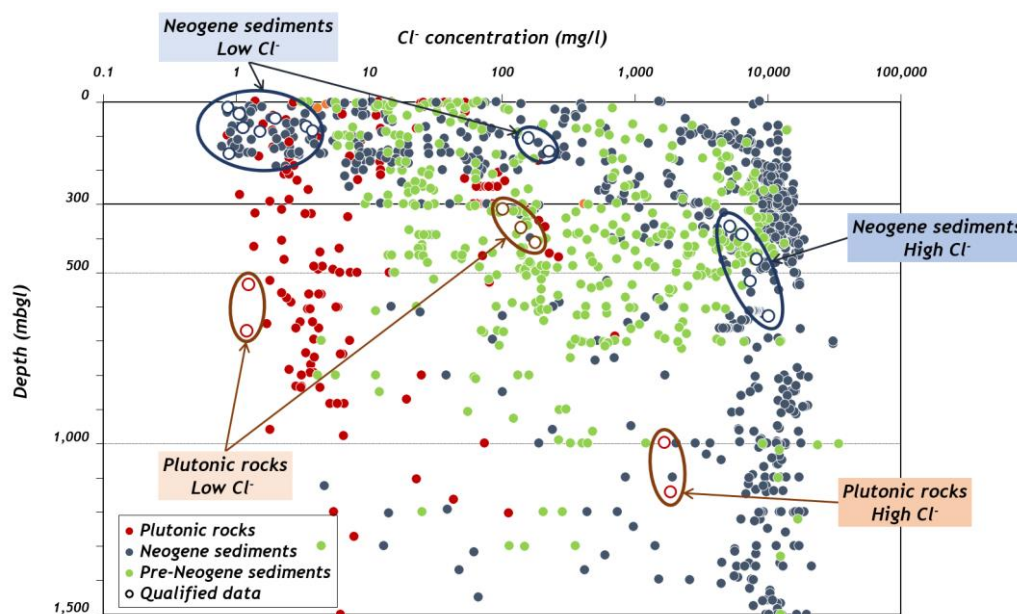 Neogene sediments
Low Cl⁻
Cl⁻ concentration (mg/l)
0.1 1 10 100 1,000 10,000 100,000
Depth (mbgl)
0
300
500
1,000
1,500
Neogene sediments
High Cl⁻
Plutonic rocks
Low Cl⁻
Plutonic rocks
High Cl⁻
Plutonic rocks
Neogene sediments
Pre-Neogene sediments
Qualified data